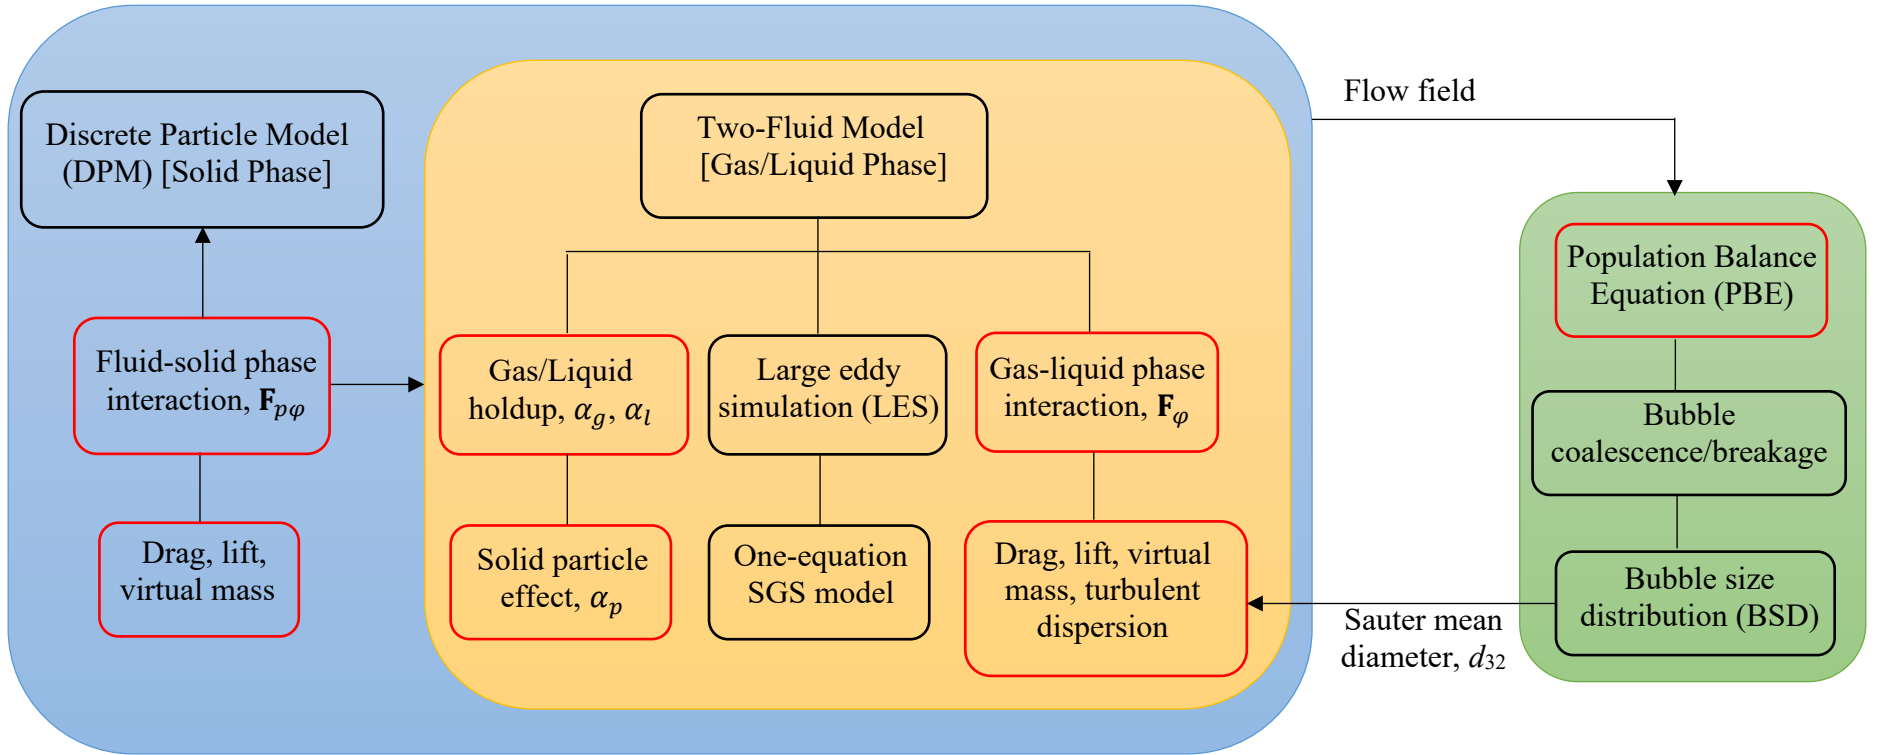 Flow field
Discrete Particle Model
(DPM) [Solid Phase]
Two-Fluid Model
[Gas/Liquid Phase]
Population Balance
Equation (PBE)
Fluid-solid phase
interaction, 𝐅𝑝𝜑
Gas/Liquid
holdup, 𝛼𝑔, 𝛼𝑙
Large eddy
simulation (LES)
Gas-liquid phase
interaction, 𝐅𝜑
Bubble
coalescence/breakage
Drag, lift,
virtual mass
Solid particle
effect, 𝛼𝑝
One-equation
SGS model
Drag, lift, virtual
mass, turbulent
dispersion
Bubble size
distribution (BSD)
Sauter mean
diameter, d32